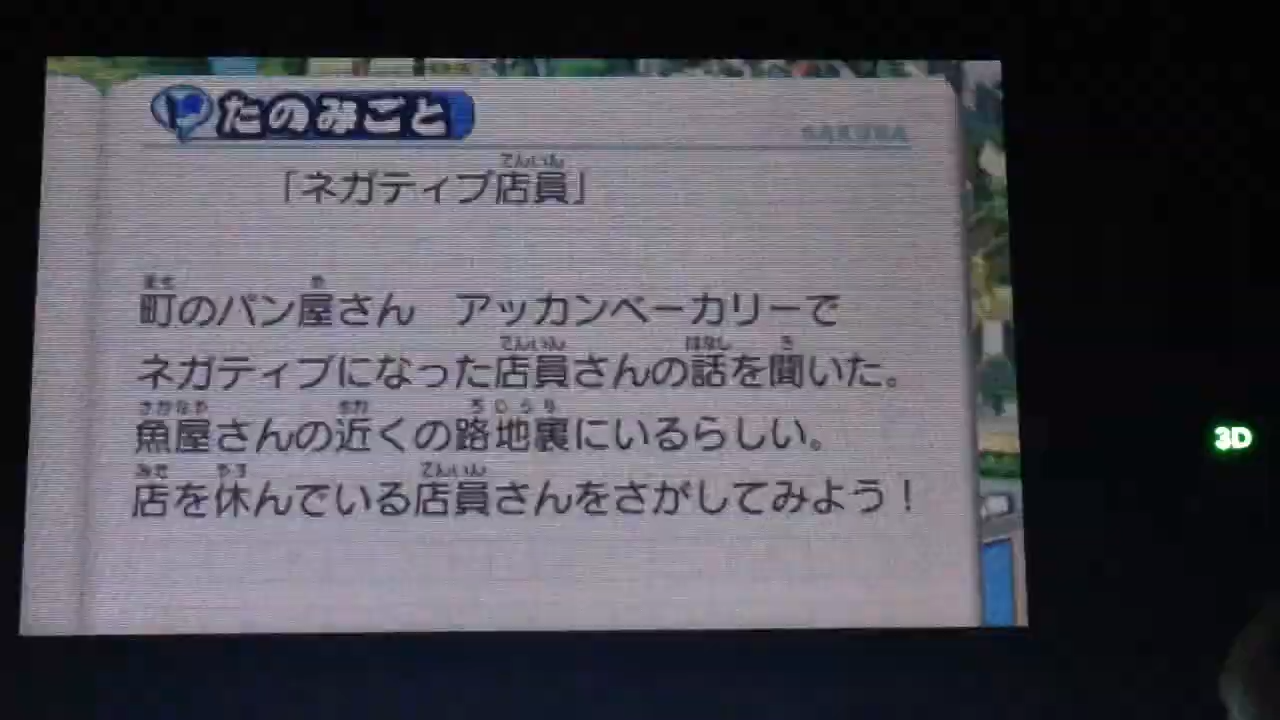 たのみごと
SAKURA
「ネガティブ店員」
町のパン屋さん　アッカンベーカリーで
ネガティブになった店員さんの話を聞いた。
魚屋さんの近くの路地裏にいるらしい。
店を休んでいる店員さんをさがしてみよう！
3D